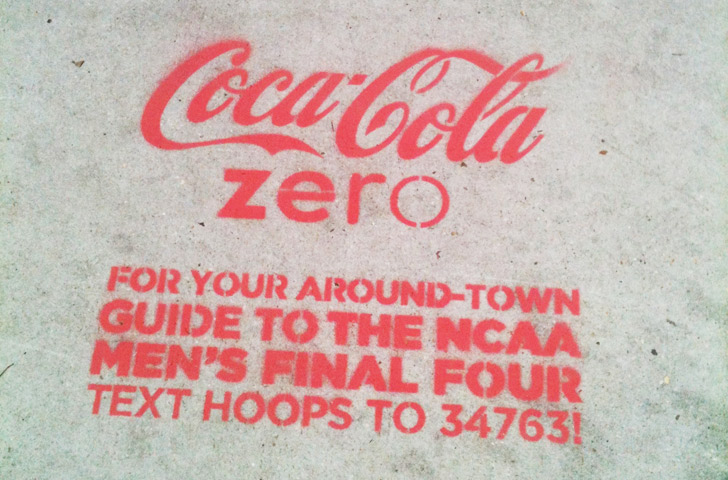 Coca-Cola
zero
FOR YOUR AROUND-TOWN
GUIDE TO THE NCAA
MEN'S FINAL FOUR
TEXT HOOPS TO 34763!